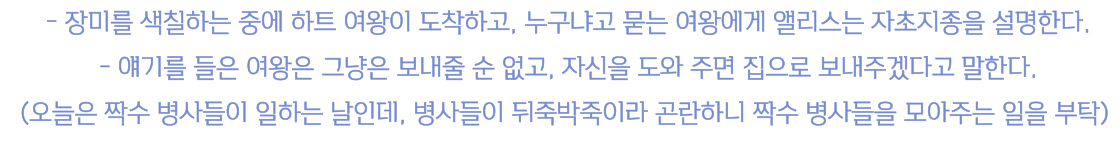 - 장미를 색칠하는 중에 하트 여왕이 도착하고, 누구냐고 묻는 여왕에게 앨리스는 자초지종을 설명한다.
- 얘기를 들은 여왕은 그냥은 보내줄 순 없고, 자신을 도와 주면 집으로 보내주겠다고 말한다.
(오늘은 짝수 병사들이 일하는 날인데, 병사들이 뒤죽박죽이라 곤란하니 짝수 병사들을 모아주는 일을 부탁)